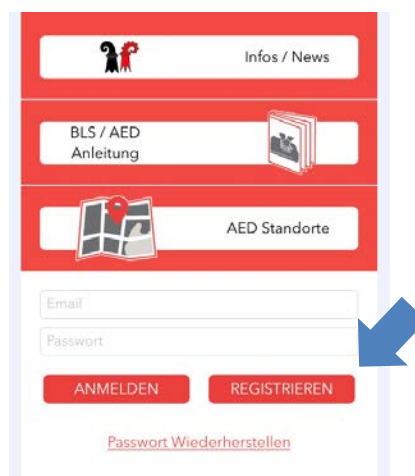 Infos / News
BLS / AED
Anleitung
AED Standorte
Email
Passwort
ANMELDEN
REGISTRIEREN
Passwort Wiederherstellen